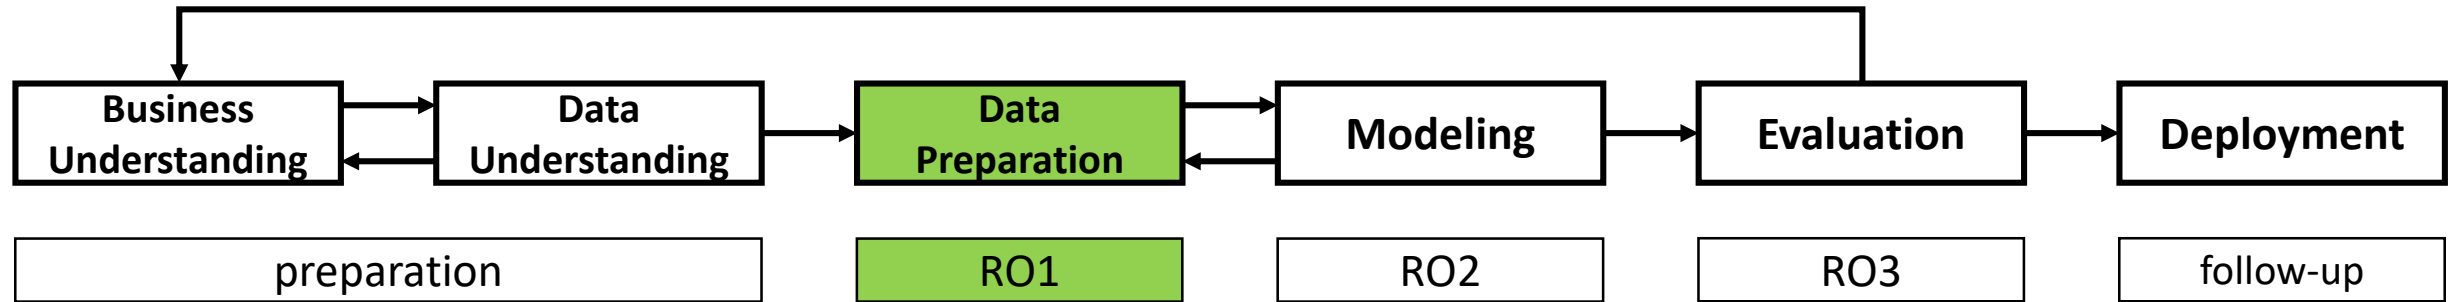 Business
Understanding
Data
Understanding
Data
Preparation
Modeling
Evaluation
Deployment
preparation
RO1
RO2
RO3
follow-up